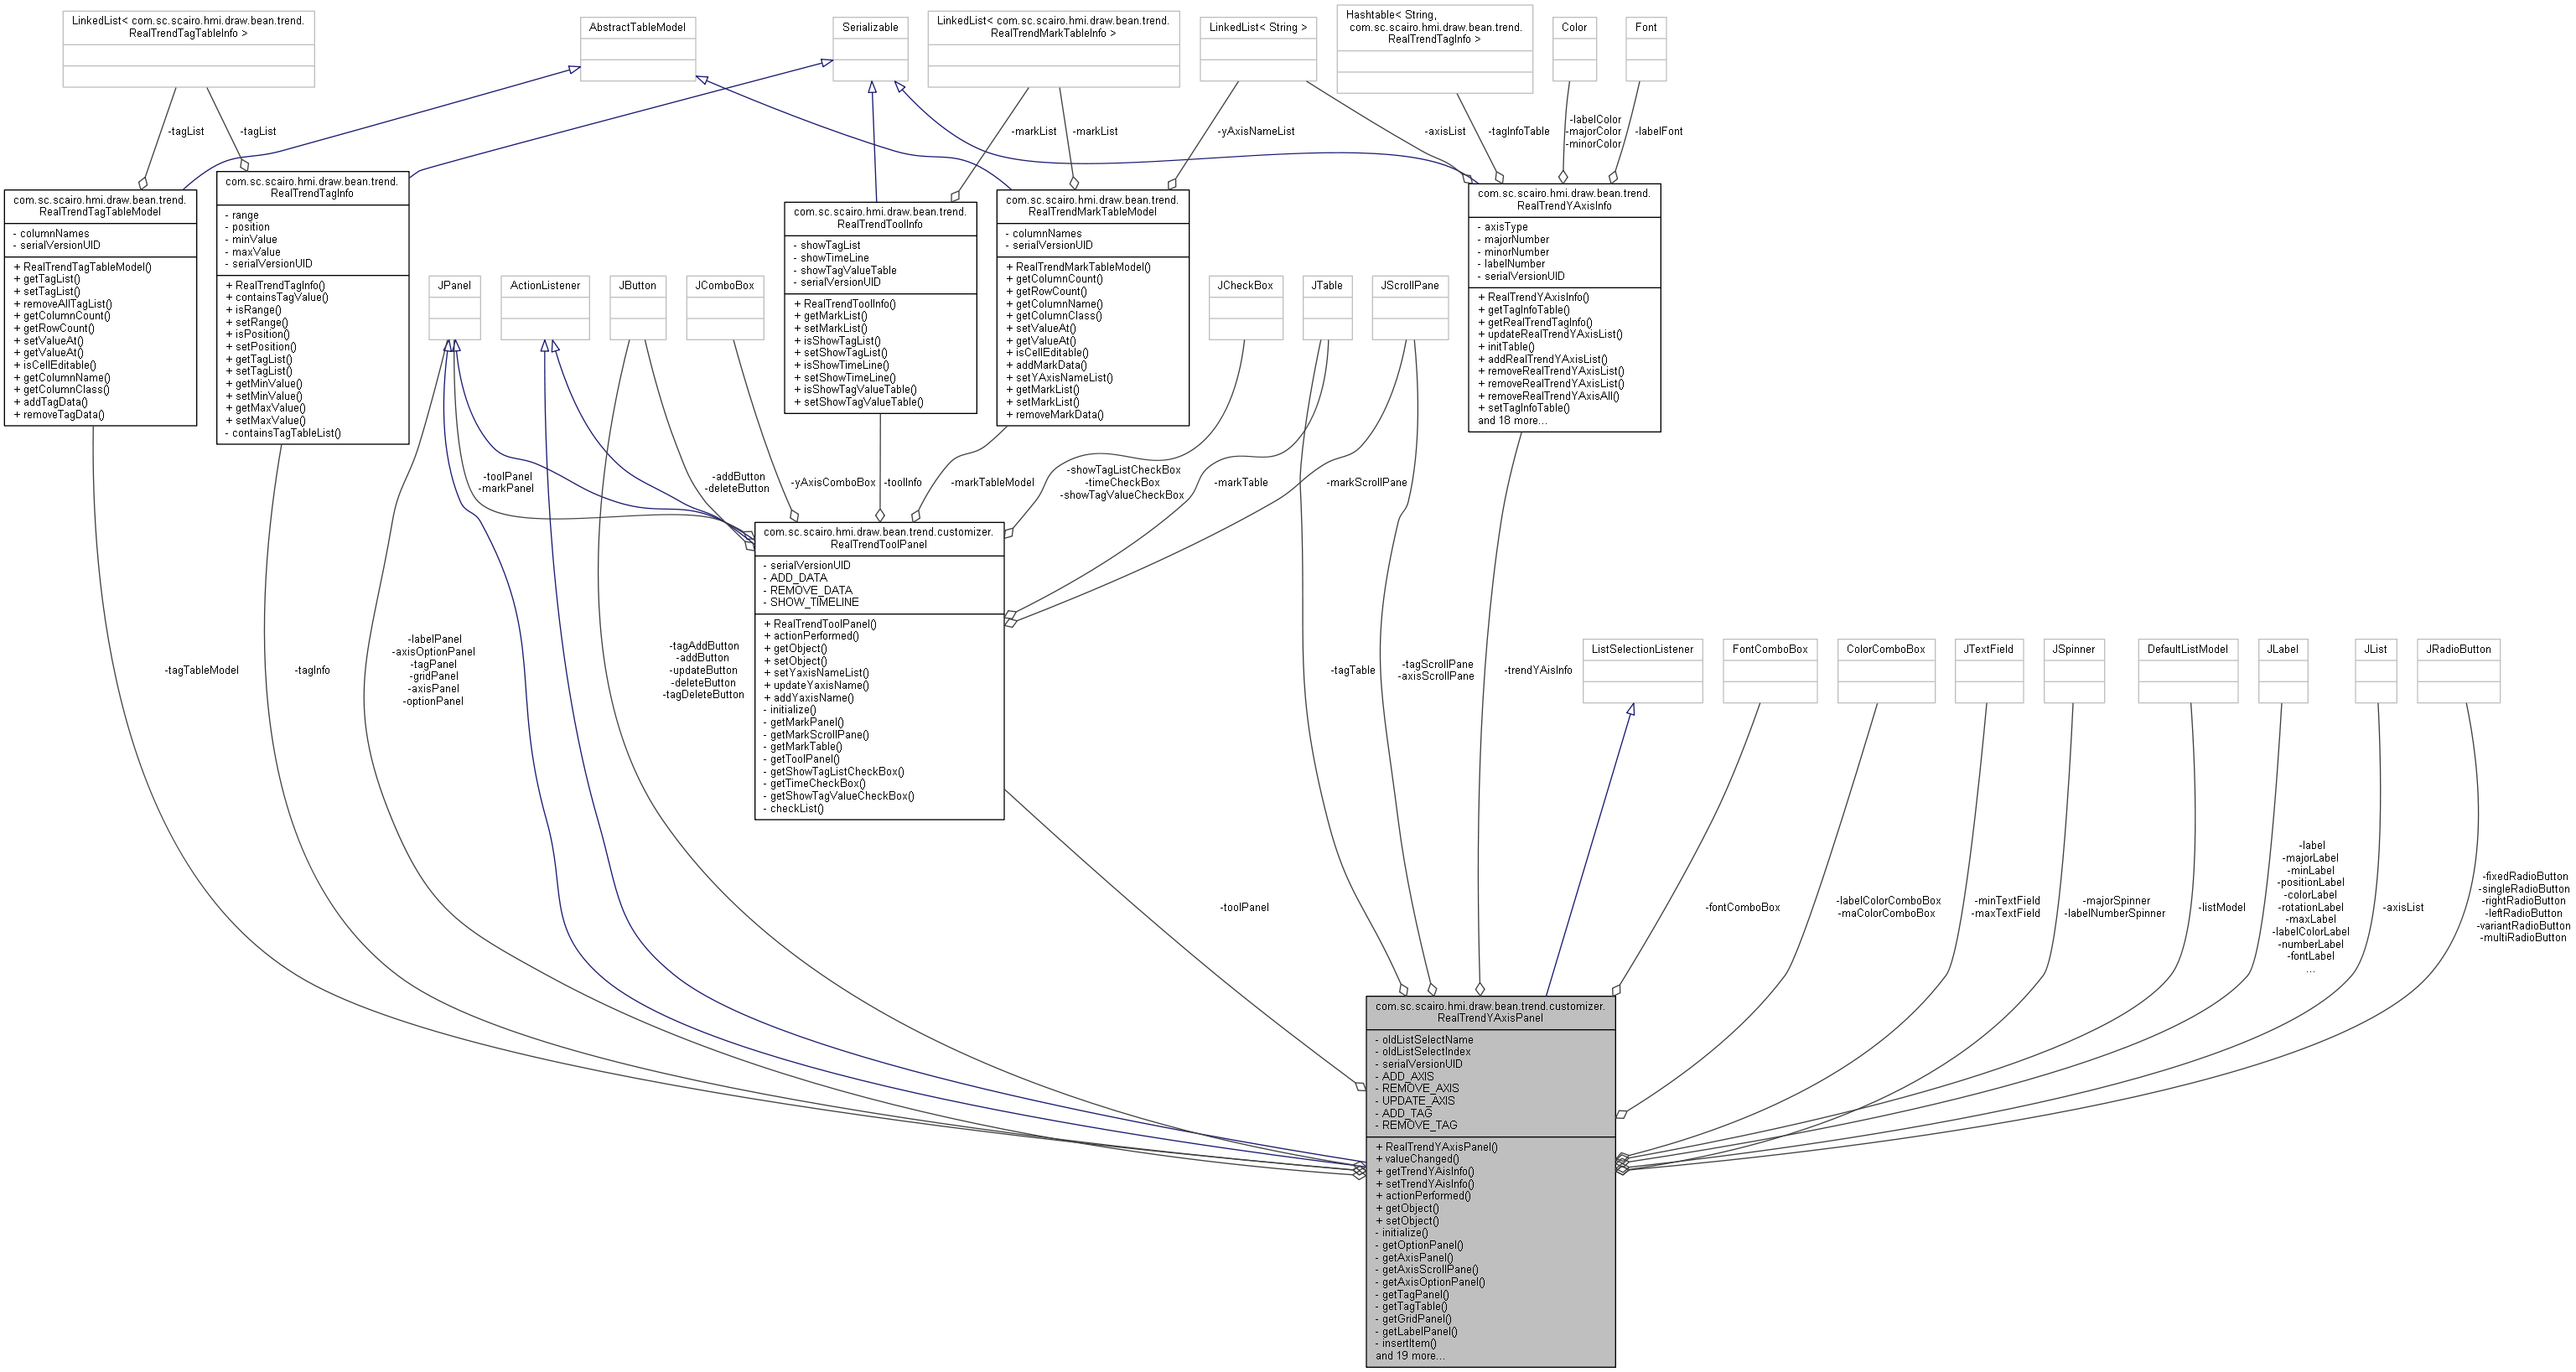 LinkedList< com.sc.scairo.hmi.draw.bean.trend.
RealTrendTagTableInfo >
AbstractTableModel
Serializable
LinkedList< com.sc.scairo.hmi.draw.bean.trend.
RealTrendMarkTableInfo >
LinkedList< String >
Hashtable< String,
com.sc.scairo.hmi.draw.bean.trend.
RealTrendTagInfo >
Color
Font
-tagList
-tagList
-markList
-markList
-yAxisNameList
-axisList
-tagInfoTable
-labelColor
-majorColor
-minorColor
-labelFont
com.sc.scairo.hmi.draw.bean.trend.
RealTrendTagTableModel
- columnNames
- serialVersionUID
+ RealTrendTagTableModel()
+ getTagList()
+ setTagList()
+ removeAllTagList()
+ getColumnCount()
+ getRowCount()
+ setValueAt()
+ getValueAt()
+ isCellEditable()
+ getColumnName()
+ getColumnClass()
+ addTagData()
+ removeTagData()
com.sc.scairo.hmi.draw.bean.trend.
RealTrendTagInfo
- range
- position
- minValue
- maxValue
- serialVersionUID
+ RealTrendTagInfo()
+ containsTagValue()
+ isRange()
+ setRange()
+ isPosition()
+ setPosition()
+ getTagList()
+ setTagList()
+ getMinValue()
+ setMinValue()
+ getMaxValue()
+ setMaxValue()
- containsTagTableList()
JPanel
ActionListener
JButton
JComboBox
com.sc.scairo.hmi.draw.bean.trend.
RealTrendToolInfo
- showTagList
- showTimeLine
- showTagValueTable
- serialVersionUID
+ RealTrendToolInfo()
+ getMarkList()
+ setMarkList()
+ isShowTagList()
+ setShowTagList()
+ isShowTimeLine()
+ setShowTimeLine()
+ isShowTagValueTable()
+ setShowTagValueTable()
com.sc.scairo.hmi.draw.bean.trend.
RealTrendMarkTableModel
- columnNames
- serialVersionUID
+ RealTrendMarkTableModel()
+ getColumnCount()
+ getRowCount()
+ getColumnName()
+ getColumnClass()
+ setValueAt()
+ getValueAt()
+ isCellEditable()
+ addMarkData()
+ setYAxisNameList()
+ getMarkList()
+ setMarkList()
+ removeMarkData()
JCheckBox
JTable
JScrollPane
com.sc.scairo.hmi.draw.bean.trend.
RealTrendYAxisInfo
- axisType
- majorNumber
- minorNumber
- labelNumber
- serialVersionUID
+ RealTrendYAxisInfo()
+ getTagInfoTable()
+ getRealTrendTagInfo()
+ updateRealTrendYAxisList()
+ initTable()
+ addRealTrendYAxisList()
+ removeRealTrendYAxisList()
+ removeRealTrendYAxisList()
+ removeRealTrendYAxisAll()
+ setTagInfoTable()
and 18 more...
-toolPanel
-markPanel
-addButton
-deleteButton
-yAxisComboBox
-toolInfo
-markTableModel
-showTagListCheckBox
-timeCheckBox
-showTagValueCheckBox
-markTable
-markScrollPane
com.sc.scairo.hmi.draw.bean.trend.customizer.
RealTrendToolPanel
- serialVersionUID
- ADD_DATA
- REMOVE_DATA
- SHOW_TIMELINE
+ RealTrendToolPanel()
+ actionPerformed()
+ getObject()
+ setObject()
+ setYaxisNameList()
+ updateYaxisName()
+ addYaxisName()
- initialize()
- getMarkPanel()
- getMarkScrollPane()
- getMarkTable()
- getToolPanel()
- getShowTagListCheckBox()
- getTimeCheckBox()
- getShowTagValueCheckBox()
- checkList()
-tagTableModel
-tagInfo
-labelPanel
-axisOptionPanel
-tagPanel
-gridPanel
-axisPanel
-optionPanel
-tagAddButton
-addButton
-updateButton
-deleteButton
-tagDeleteButton
-tagTable
-tagScrollPane
-axisScrollPane
-trendYAisInfo
ListSelectionListener
FontComboBox
ColorComboBox
JTextField
JSpinner
DefaultListModel
JLabel
JList
JRadioButton
-toolPanel
-fontComboBox
-labelColorComboBox
-maColorComboBox
-minTextField
-maxTextField
-majorSpinner
-labelNumberSpinner
-listModel
-label
-majorLabel
-minLabel
-positionLabel
-colorLabel
-rotationLabel
-maxLabel
-labelColorLabel
-numberLabel
-fontLabel
...
-axisList
-fixedRadioButton
-singleRadioButton
-rightRadioButton
-leftRadioButton
-variantRadioButton
-multiRadioButton
com.sc.scairo.hmi.draw.bean.trend.customizer.
RealTrendYAxisPanel
- oldListSelectName
- oldListSelectIndex
- serialVersionUID
- ADD_AXIS
- REMOVE_AXIS
- UPDATE_AXIS
- ADD_TAG
- REMOVE_TAG
+ RealTrendYAxisPanel()
+ valueChanged()
+ getTrendYAisInfo()
+ setTrendYAisInfo()
+ actionPerformed()
+ getObject()
+ setObject()
- initialize()
- getOptionPanel()
- getAxisPanel()
- getAxisScrollPane()
- getAxisOptionPanel()
- getTagPanel()
- getTagTable()
- getGridPanel()
- getLabelPanel()
- insertItem()
and 19 more...